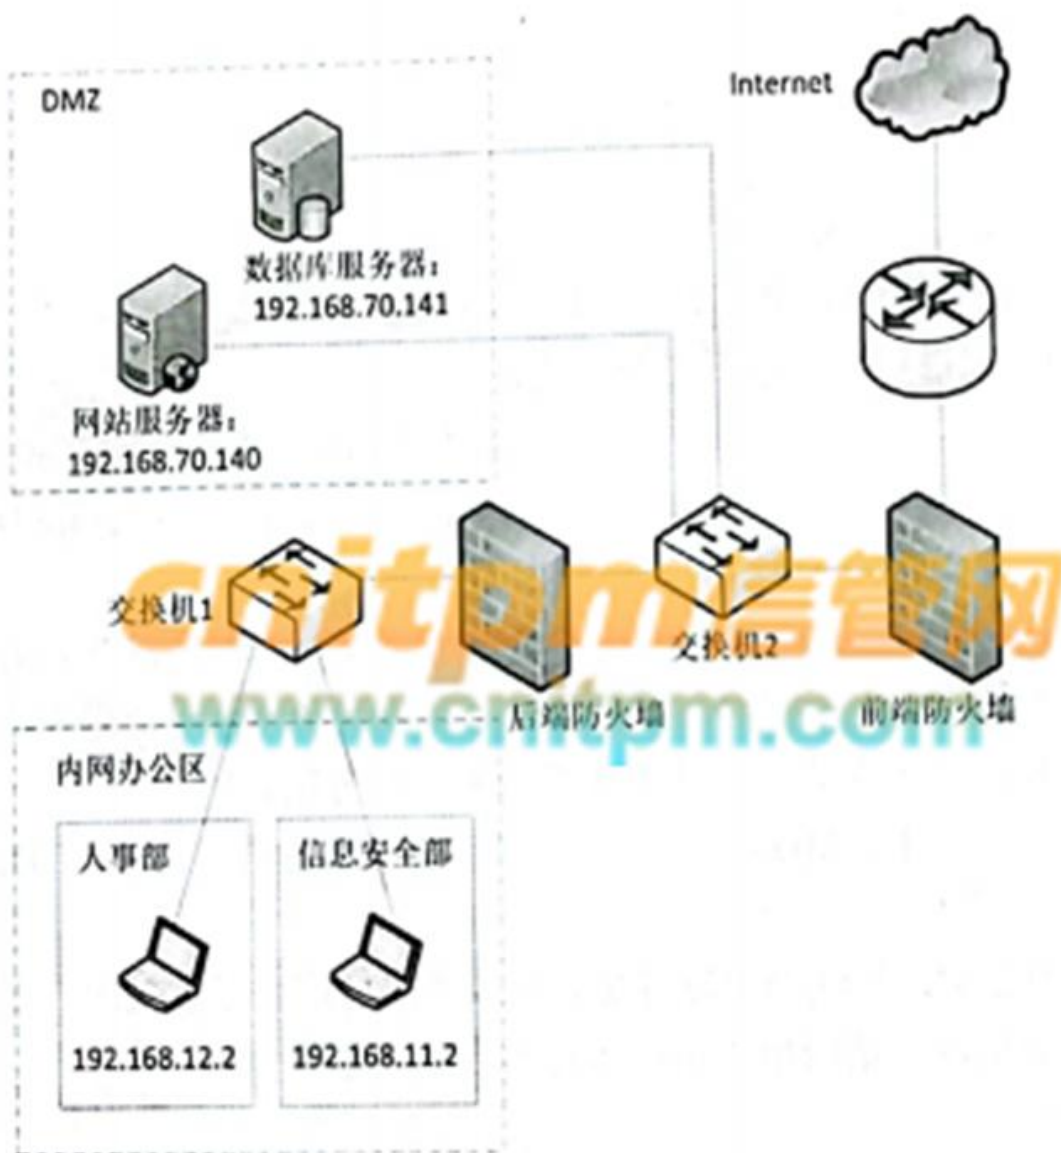 DMZ
Internet
数据库服务器：
192.168.70.141
网站服务器：
192.168.70.140
cnitpm信管网
交换机1
交换机2
www.cnitpm.com
后端防火墙
前端防火墙
内网办公区
人事部
信息安全部
192.168.12.2
192.168.11.2